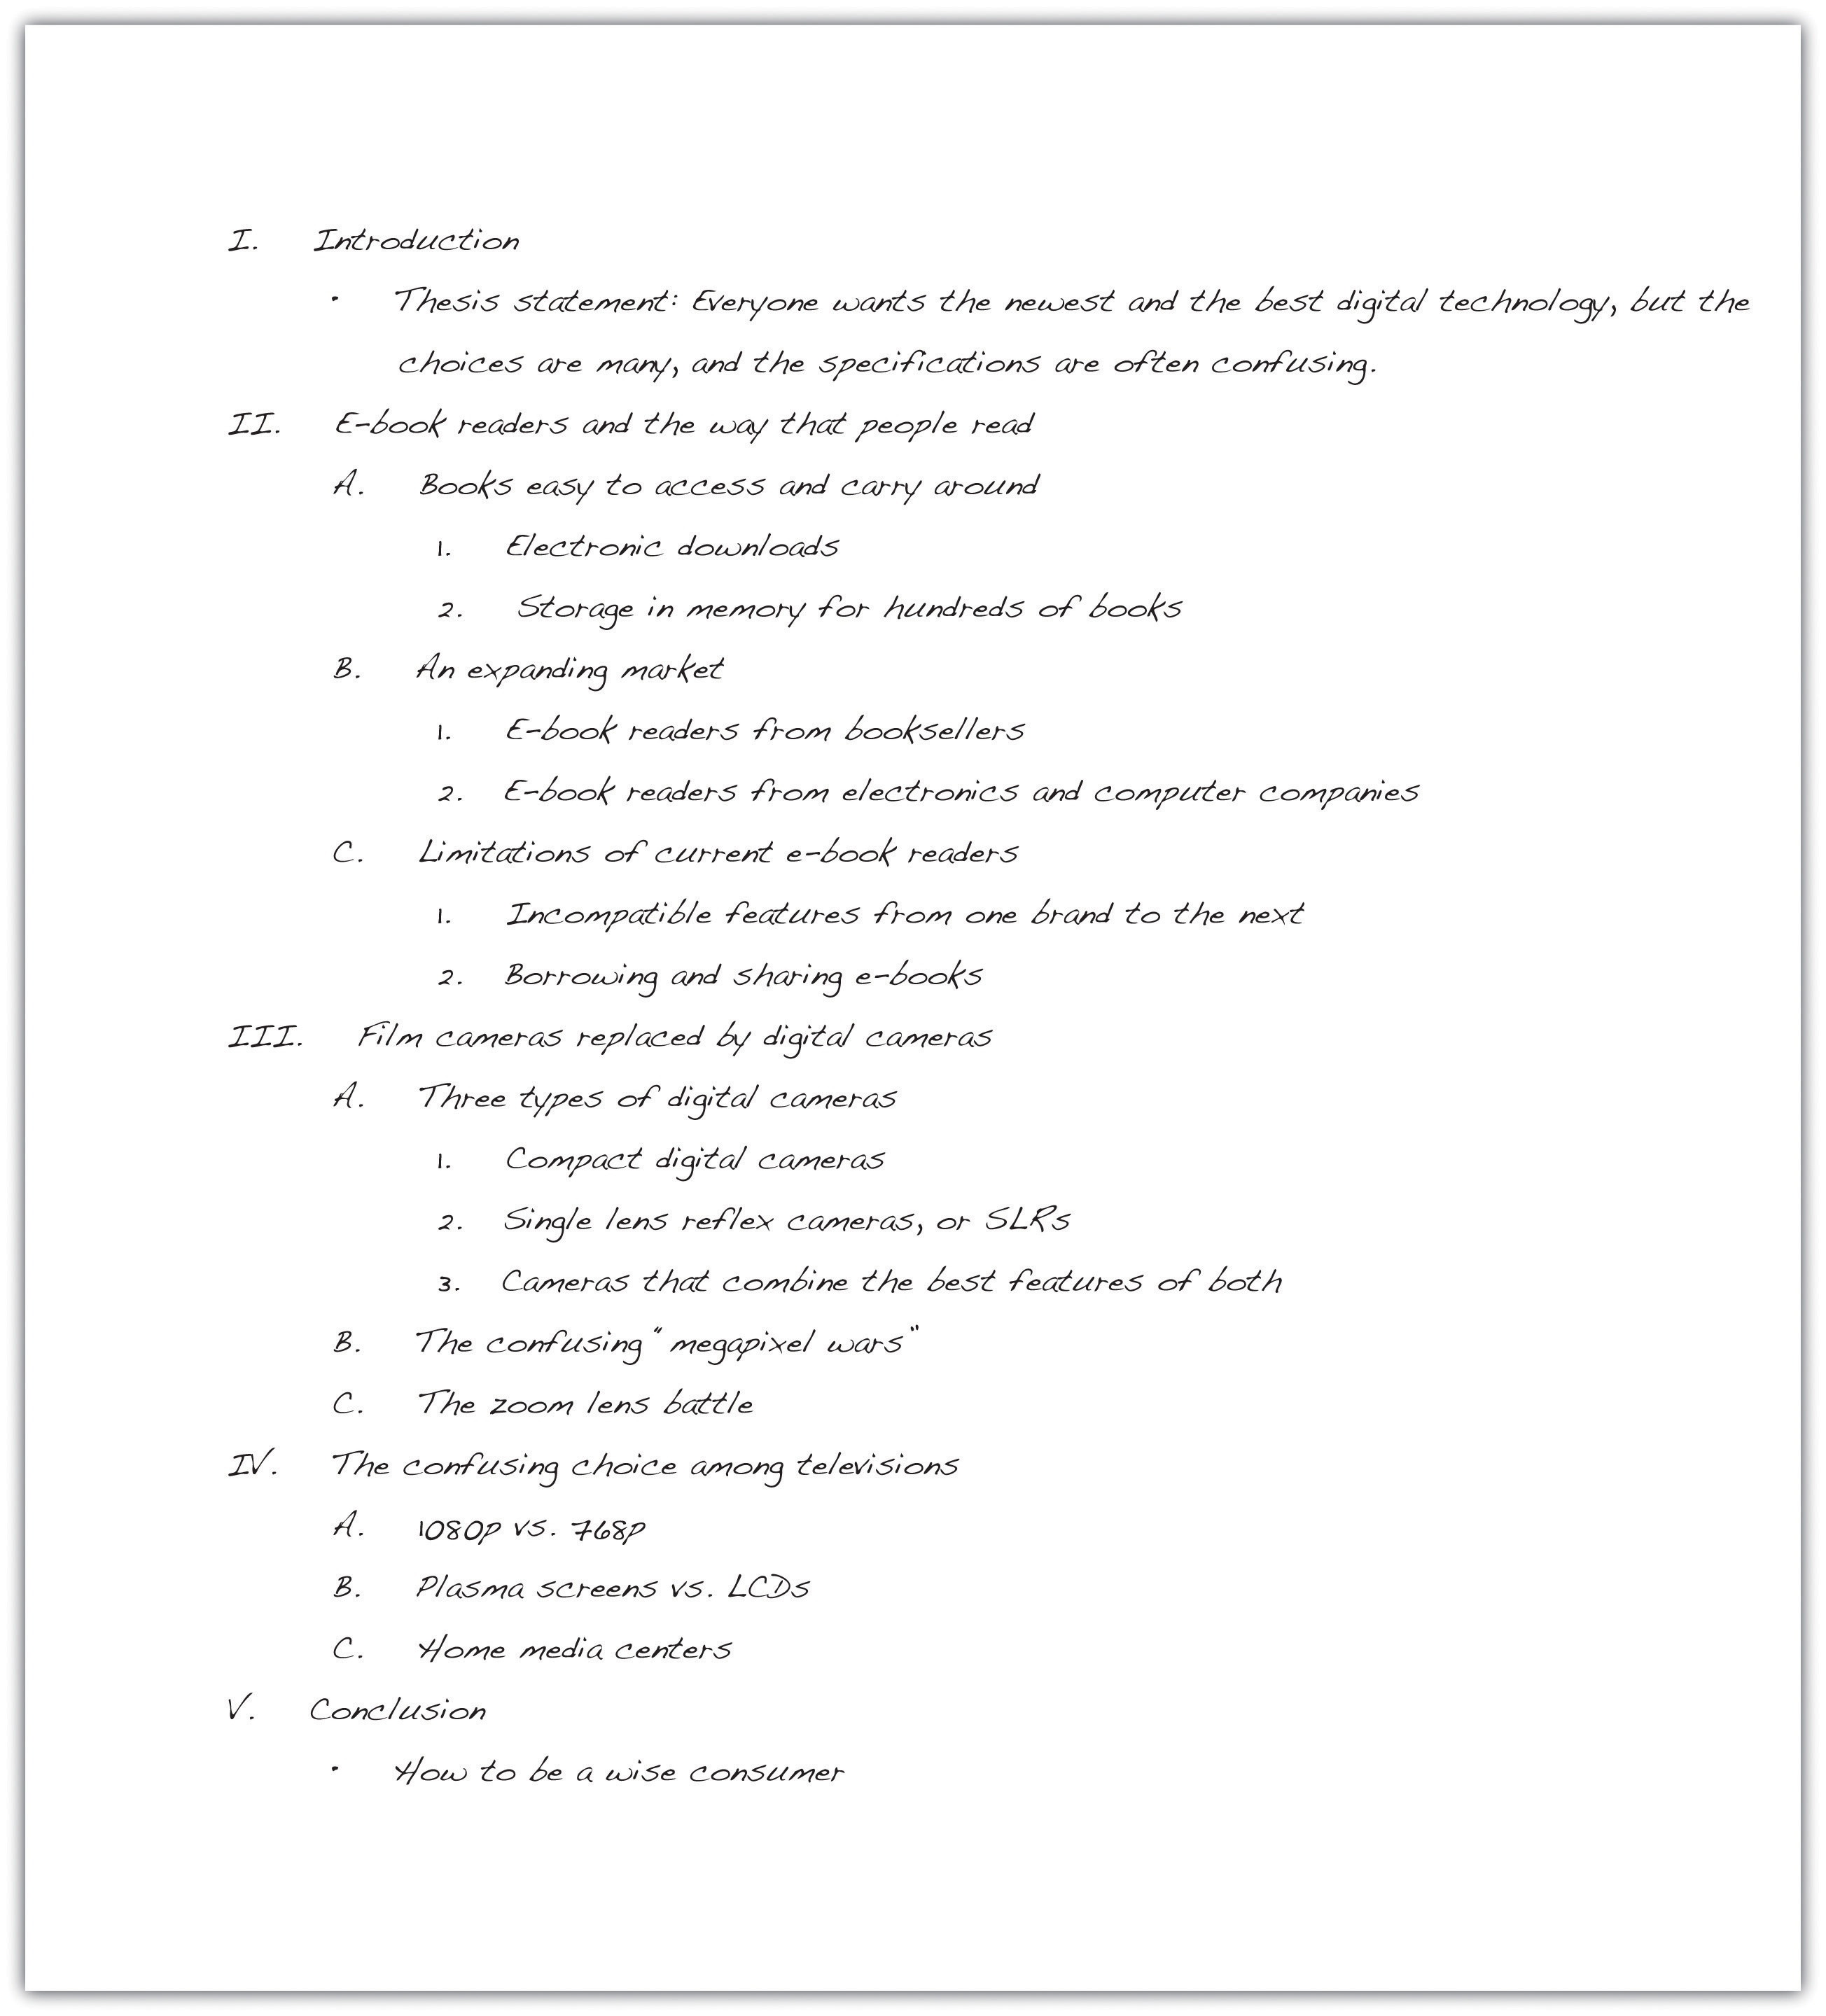 I. Introduction
· Thesis statement: Everyone wants the newest and the best digital technology, but the
choices are many, and the specifications are often confusing.
II. E-book readers and the way that people read
A. Books easy to access and carry around
1. Electronic downloads
2. Storage in memory for hundreds of books
B. An expanding market
1. E-book readers from booksellers
2. E-book readers from electronics and computer companies
C. Limitations of current e-book readers
1. Incompatible features from one brand to the next
2. Borrowing and sharing e-books
III. Film cameras replaced by digital cameras
A. Three types of digital cameras
1. Compact digital cameras
2. Single lens reflex cameras, or SLRs
3. Cameras that combine the best features of both
B. The confusing "megapixel wars"
C. The zoom lens battle
IV. The confusing choice among televisions
A. 1080p vs. 768p
B. Plasma screens vs. LCDs
C. Home media centers
V. Conclusion
· How to be a wise consumer